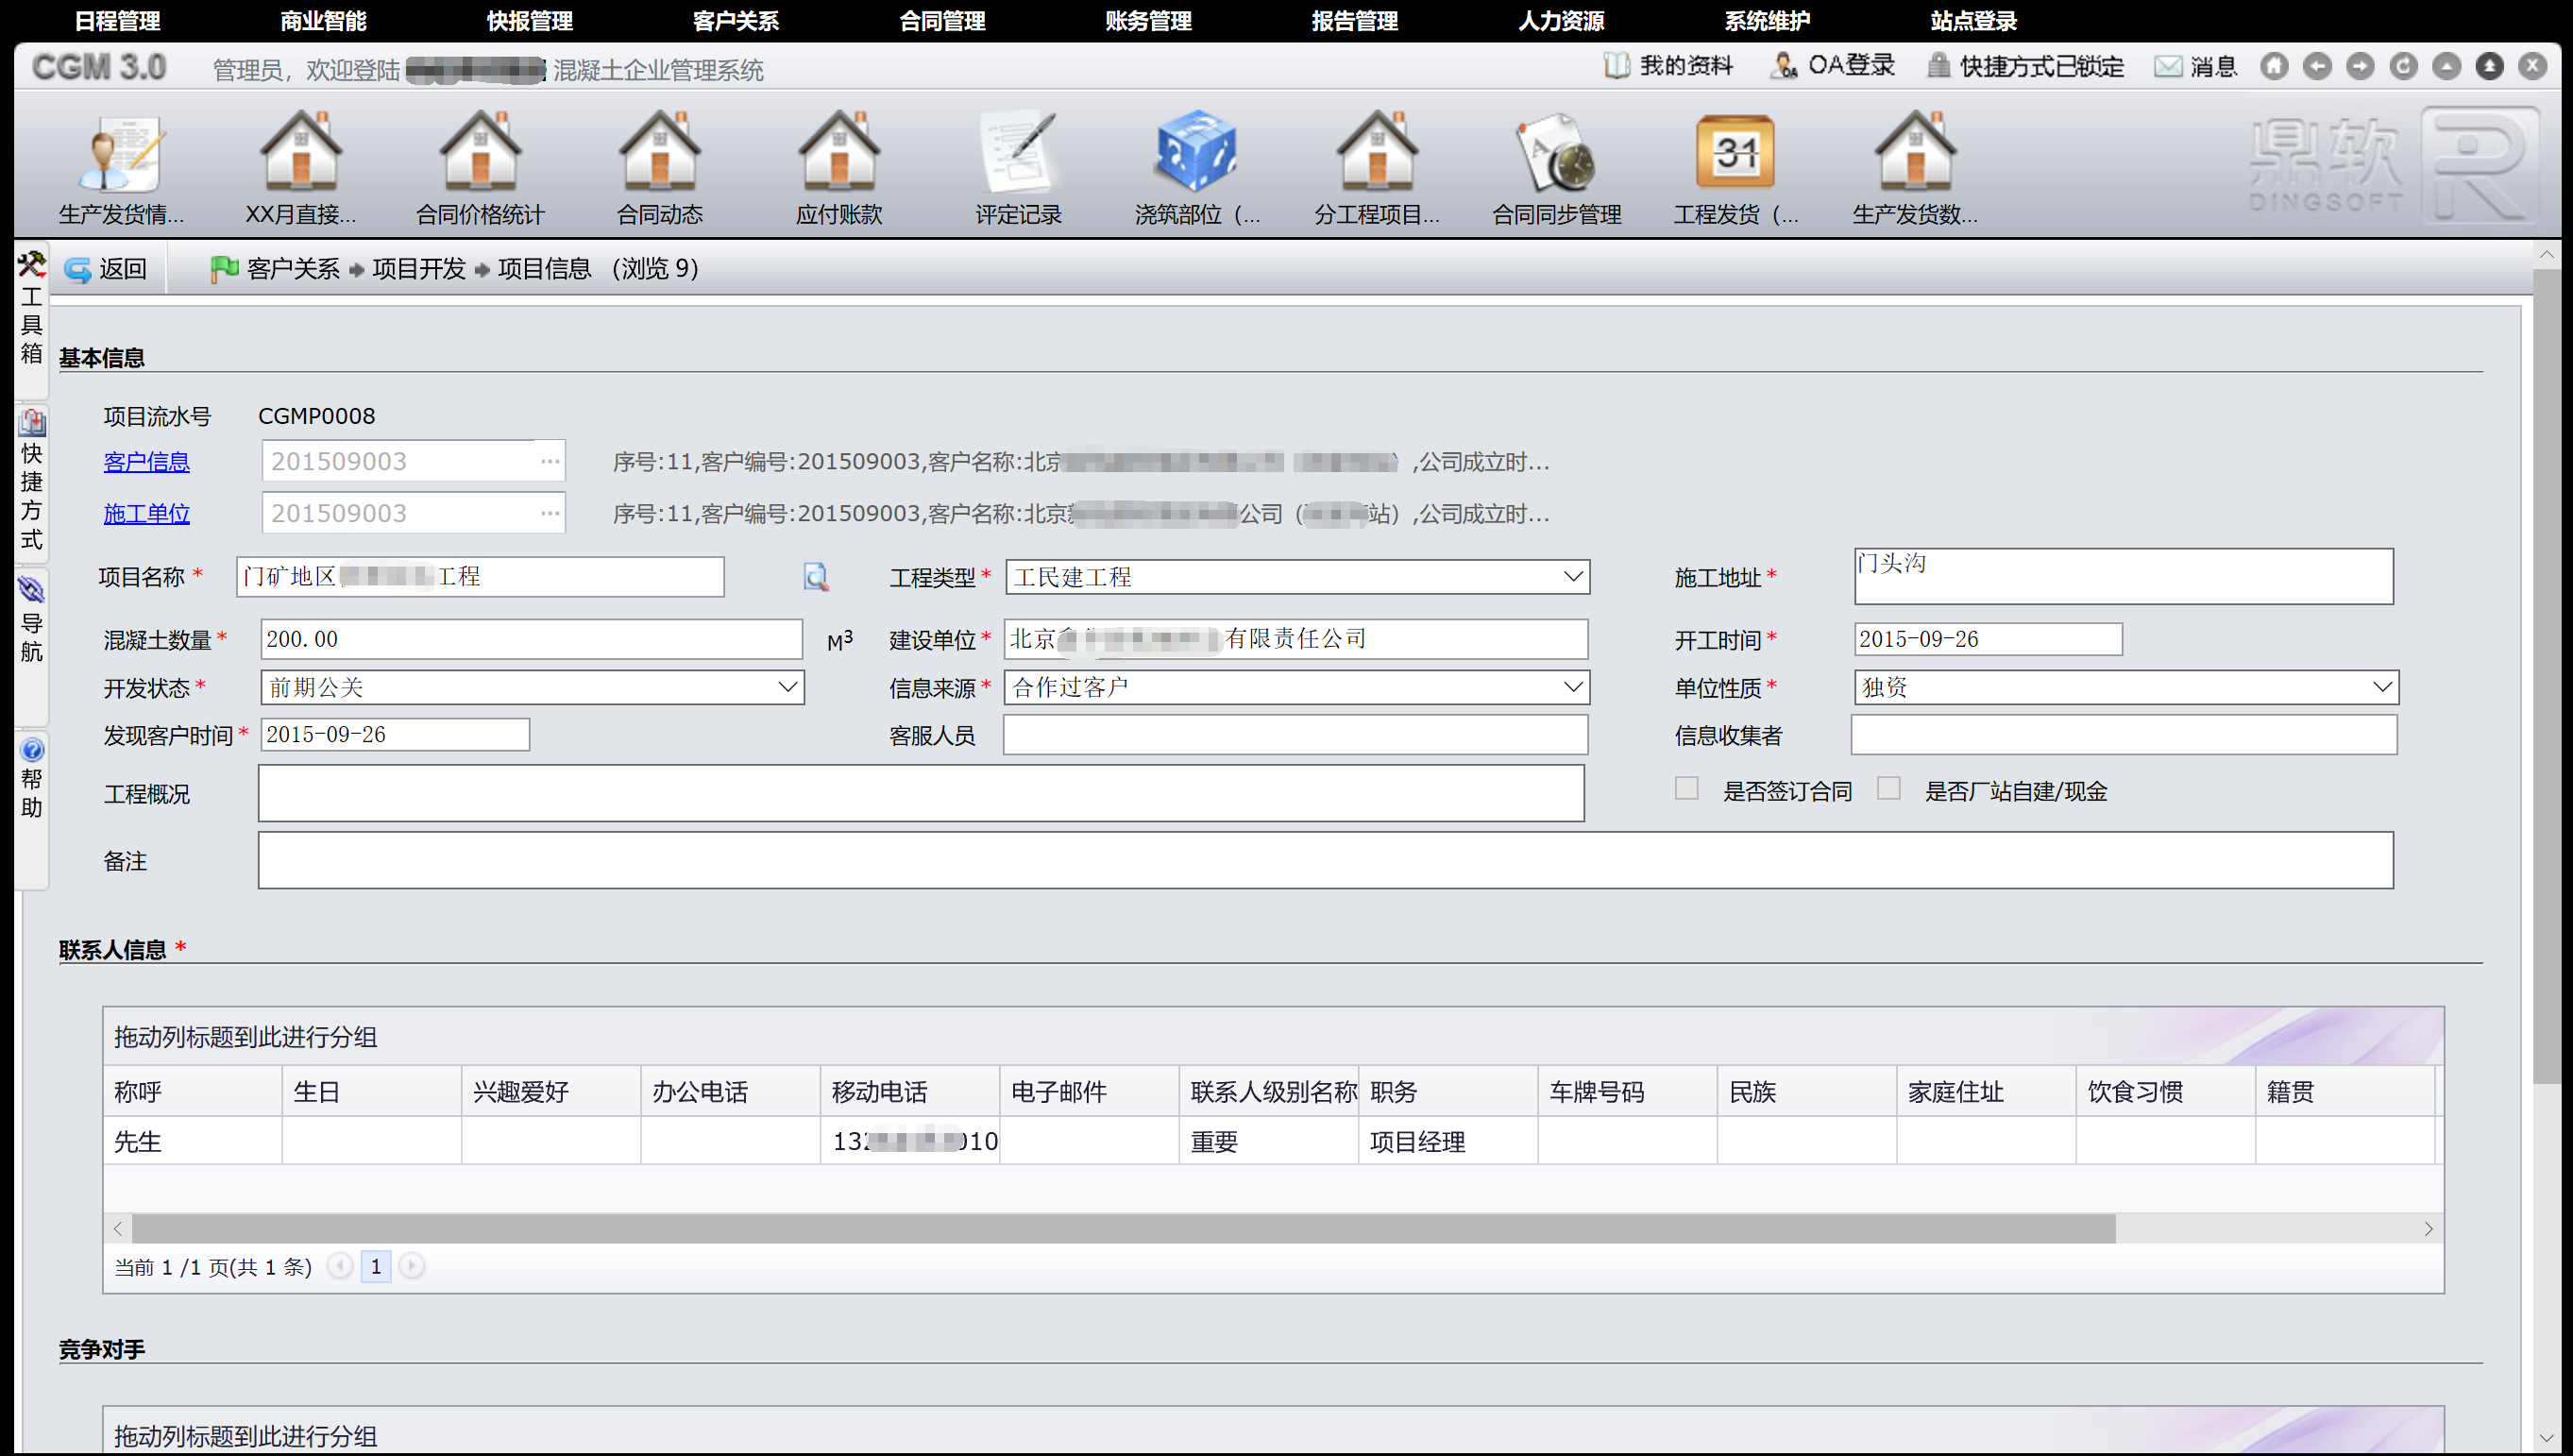 日程管理 商业智能 快报管理 客户关系 合同管理 账务管理 报告管理 人力资源 系统维护 站点登录
CGM 3.0 管理员，欢迎登陆 混凝土企业管理系统 我的资料 OA登录 快捷方式已锁定 消息
生产发货情... XX月直接... 合同价格统计 合同动态 应付账款 评定记录 浇筑部位（... 分工程项目... 合同同步管理 工程发货（... 生产发货数...
鼎软
DINGSOFT
工具箱
快捷方式
导航
帮助
返回 客户关系 项目开发 项目信息 （浏览 9）
基本信息
项目流水号 CGMP0008
客户信息 201509003 ... 序号:11,客户编号:201509003,客户名称:北京 ）,公司成立时...
施工单位 201509003 ... 序号:11,客户编号:201509003,客户名称:北京 公司（ 站）,公司成立时...
项目名称 * 门矿地区 工程 工程类型 * 工民建工程 施工地址 * 门头沟
混凝土数量 * 200.00 M3 建设单位 * 北京 有限责任公司 开工时间 * 2015-09-26
开发状态 * 前期公关 信息来源 * 合作过客户 单位性质 * 独资
发现客户时间 * 2015-09-26 客服人员 信息收集者
工程概况 是否签订合同 是否厂站自建/现金
备注
联系人信息 *
拖动列标题到此进行分组
称呼 生日 兴趣爱好 办公电话 移动电话 电子邮件 联系人级别名称 职务 车牌号码 民族 家庭住址 饮食习惯 籍贯
先生 13 010 重要 项目经理
当前 1 /1 页(共 1 条) 1
竞争对手
拖动列标题到此进行分组